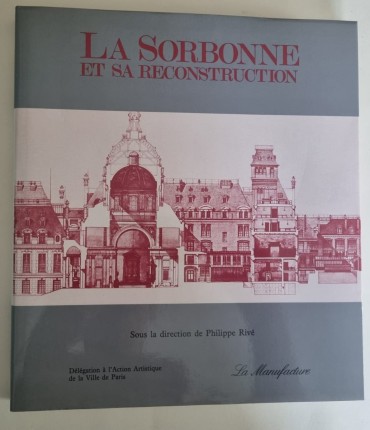 LA SORBONNE
ET SA RECONSTRUCTION
Sous la direction de Philippe Rivé
Délégation à l'Action Artistique
de la Ville de Paris
La Manufacture